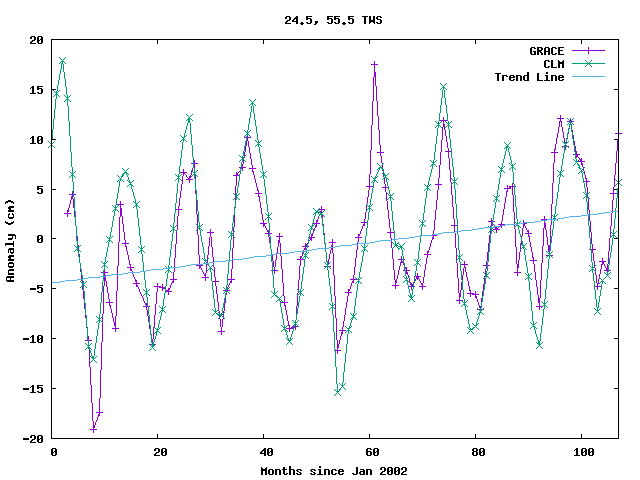 24.5, 55.5 TWS
GRACE
CLM
Trend Line
20
15
10
5
0
-5
-10
-15
-20
Anomaly (cm)
0 20 40 60 80 100
Months since Jan 2002